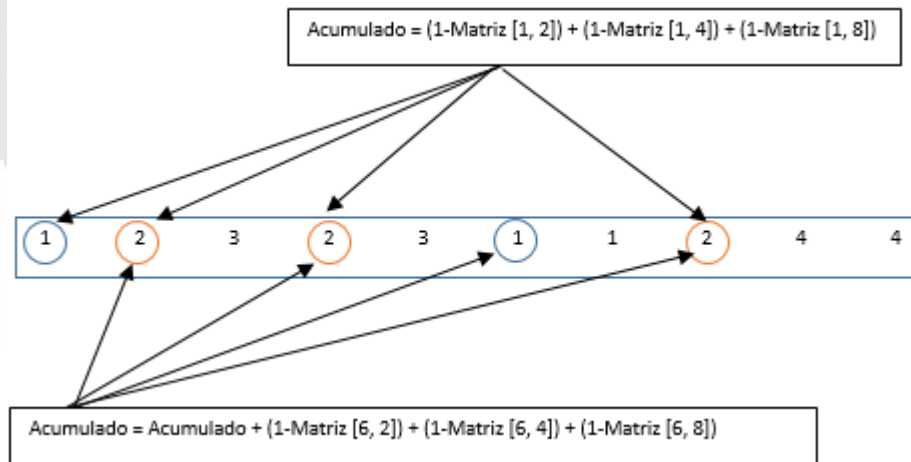 Acumulado = (1-Matriz [1, 2]) + (1-Matriz [1, 4]) + (1-Matriz [1, 8])
1 2 3 2 3 1 1 2 4 4
Acumulado = Acumulado + (1-Matriz [6, 2]) + (1-Matriz [6, 4]) + (1-Matriz [6, 8])